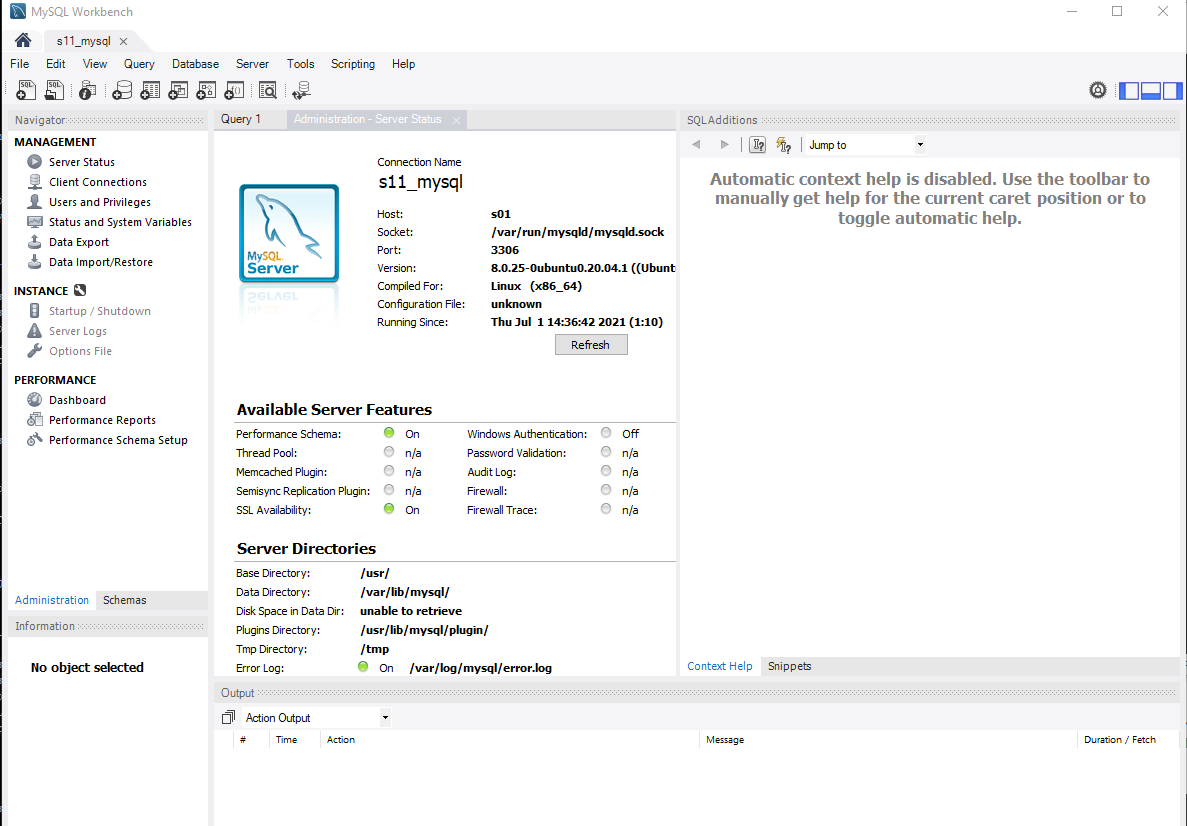 MySQL Workbench
s11_mysql
File Edit View Query Database Server Tools Scripting Help
Navigator
MANAGEMENT
Server Status
Client Connections
Users and Privileges
Status and System Variables
Data Export
Data Import/Restore
INSTANCE
Startup / Shutdown
Server Logs
Options File
PERFORMANCE
Dashboard
Performance Reports
Performance Schema Setup
Administration Schemas
Information
No object selected
Query 1 Administration - Server Status
MySQL
Server
Connection Name
s11_mysql
Host: s01
Socket: /var/run/mysqld/mysqld.sock
Port: 3306
Version: 8.0.25-0ubuntu0.20.04.1 ((Ubunt
Compiled For: Linux (x86_64)
Configuration File: unknown
Running Since: Thu Jul 1 14:36:42 2021 (1:10)
Refresh
Available Server Features
Performance Schema: On Windows Authentication: Off
Thread Pool: n/a Password Validation: n/a
Memcached Plugin: n/a Audit Log: n/a
Semisync Replication Plugin: n/a Firewall: n/a
SSL Availability: On Firewall Trace: n/a
Server Directories
Base Directory: /usr/
Data Directory: /var/lib/mysql/
Disk Space in Data Dir: unable to retrieve
Plugins Directory: /usr/lib/mysql/plugin/
Tmp Directory: /tmp
Error Log: On /var/log/mysql/error.log
SQLAdditions
Jump to
Automatic context help is disabled. Use the toolbar to
manually get help for the current caret position or to
toggle automatic help.
Context Help Snippets
Output
Action Output
# Time Action Message Duration / Fetch